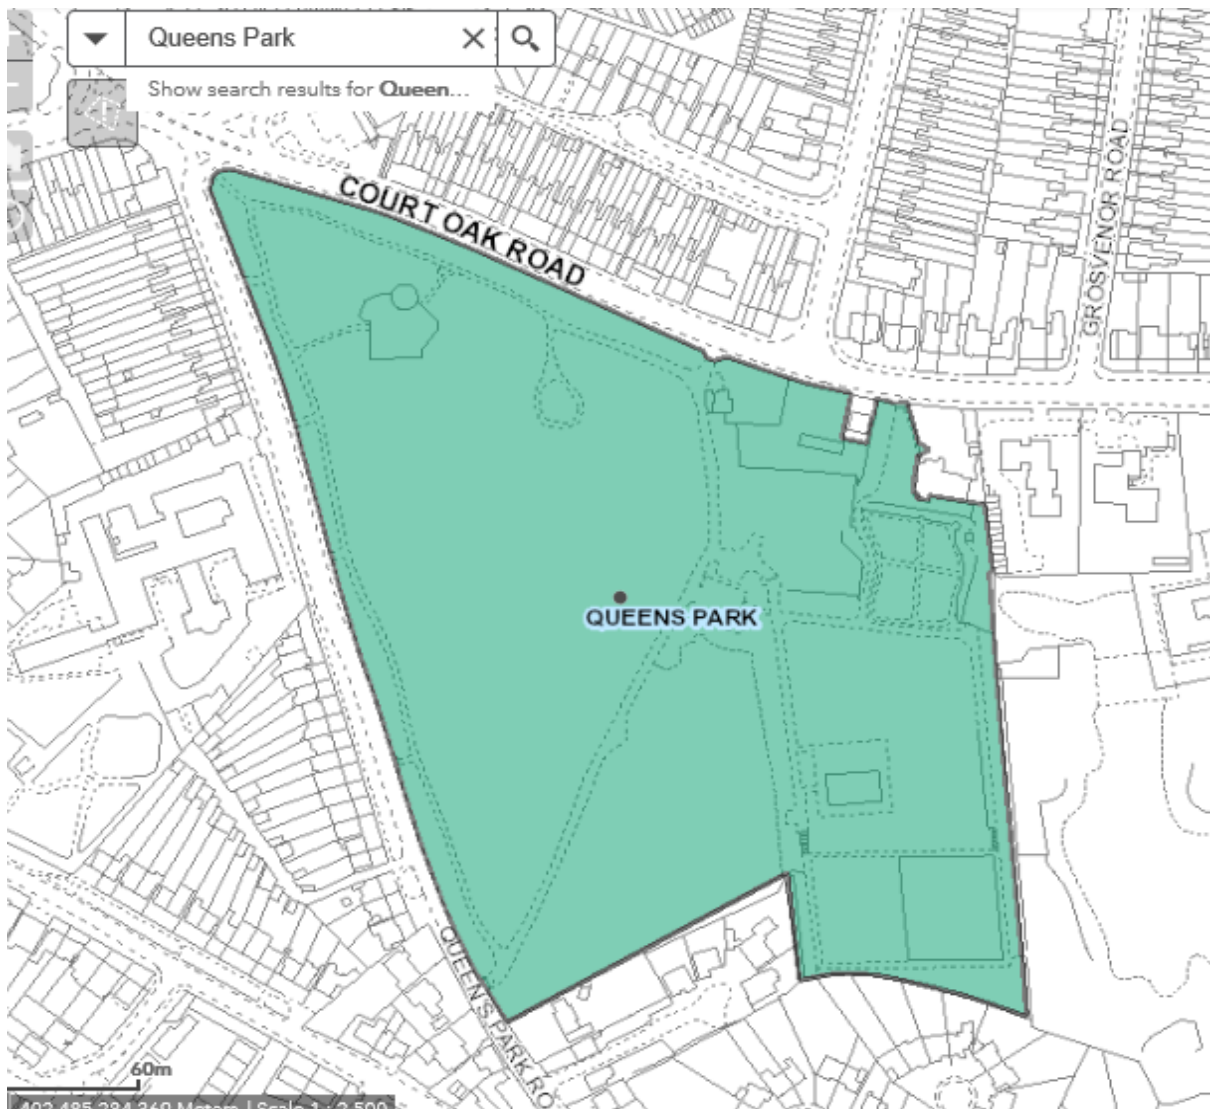 Queens Park
Show search results for Queen...
COURT OAK ROAD
GROSVENOR ROAD
QUEENS PARK
QUEENS PARK RO
60m